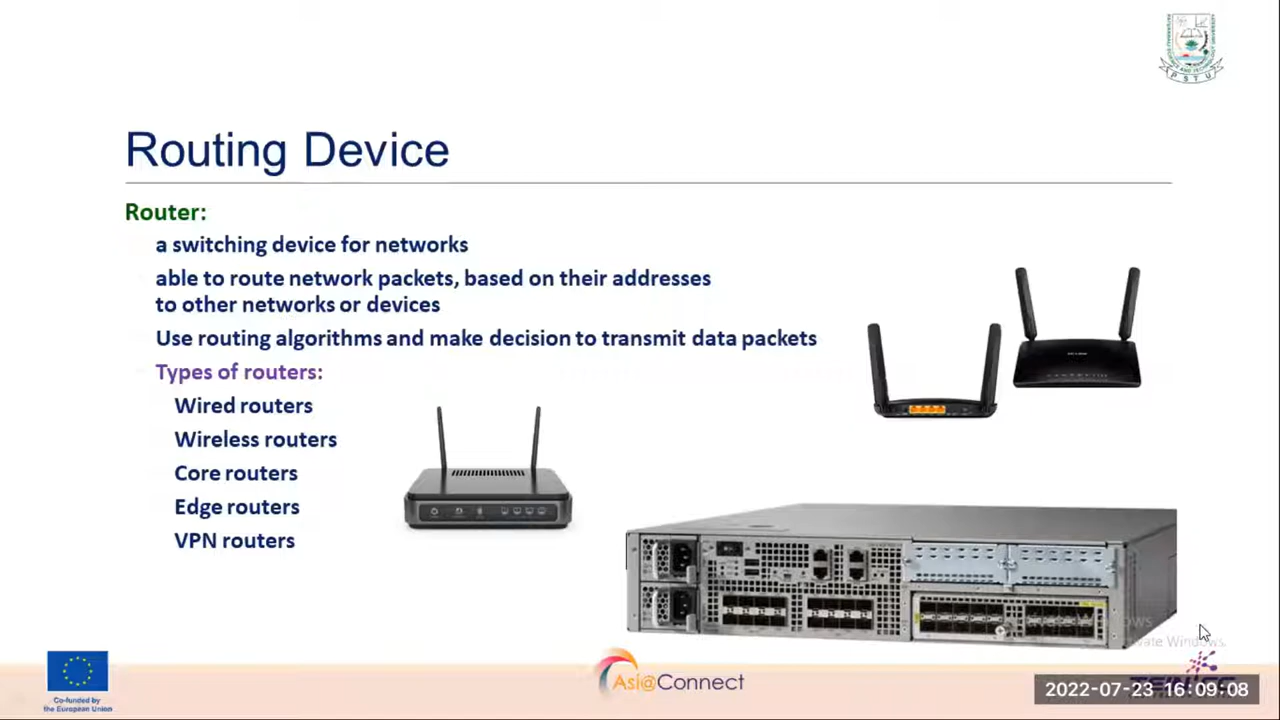 PSTU
Routing Device
Router:
a switching device for networks
able to route network packets, based on their addresses
to other networks or devices
Use routing algorithms and make decision to transmit data packets
Types of routers:
Wired routers
Wireless routers
Core routers
Edge routers
VPN routers
Activate Windows
Co-funded by
the European Union
Asi@Connect
2022-07-23 16:09:08